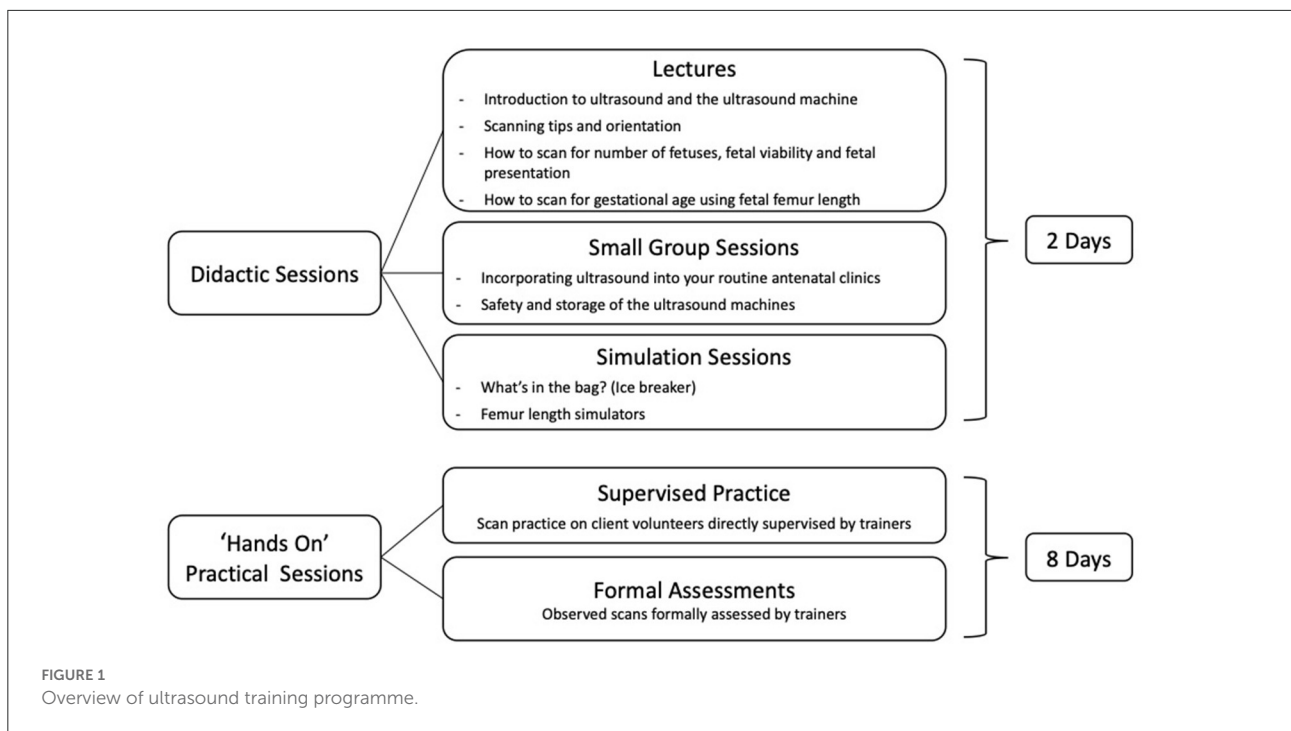 Lectures
- Introduction to ultrasound and the ultrasound machine
- Scanning tips and orientation
- How to scan for number of fetuses, fetal viability and fetal
presentation
- How to scan for gestational age using fetal femur length
Didactic Sessions
Small Group Sessions
- Incorporating ultrasound into your routine antenatal clinics
- Safety and storage of the ultrasound machines
2 Days
Simulation Sessions
- What's in the bag? (Ice breaker)
- Femur length simulators
‘Hands On’
Practical Sessions
Supervised Practice
Scan practice on client volunteers directly supervised by trainers
8 Days
Formal Assessments
Observed scans formally assessed by trainers
FIGURE 1
Overview of ultrasound training programme.